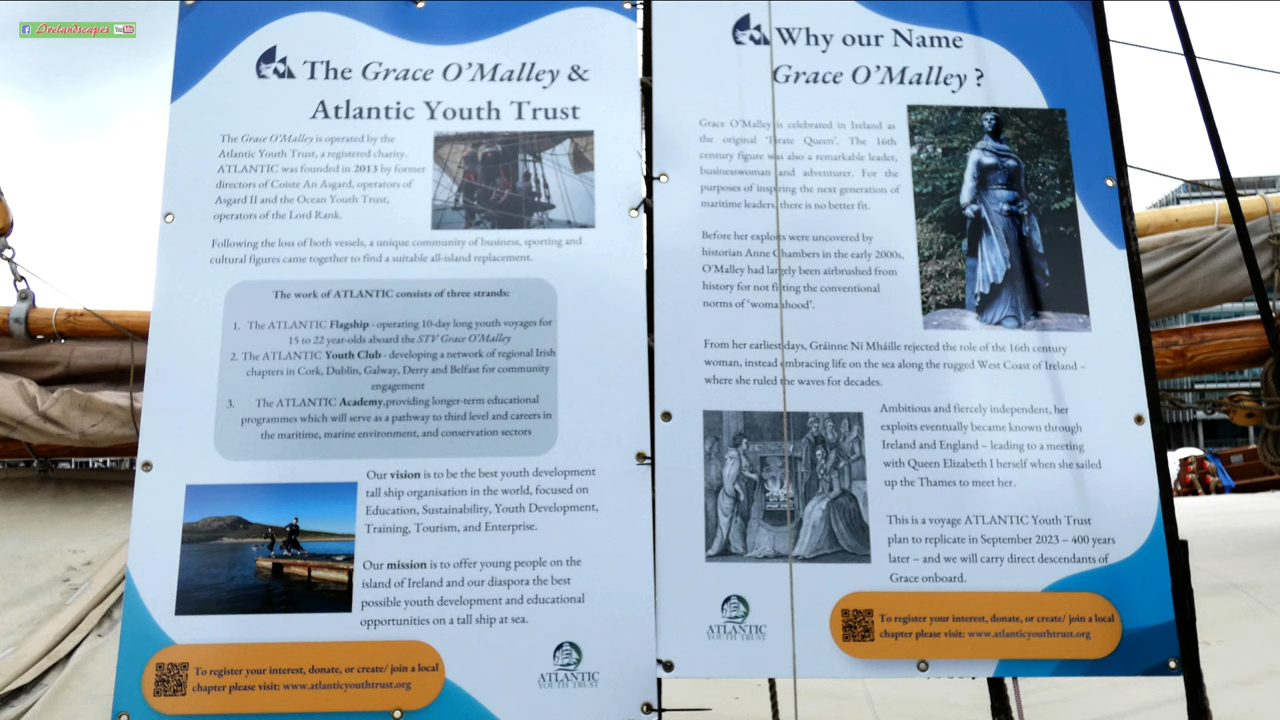 Irelandscapes YouTube
The Grace O'Malley &
Atlantic Youth Trust
The Grace O'Malley is operated by the
Atlantic Youth Trust, a registered charity.
ATLANTIC was founded in 2013 by former
directors of Coiste An Asgard, operators of
Asgard II and the Ocean Youth Trust,
operators of the Lord Rank.
Following the loss of both vessels, a unique community of business, sporting and
cultural figures came together to find a suitable all-island replacement.
The work of ATLANTIC consists of three strands:
1. The ATLANTIC Flagship - operating 10-day long youth voyages for
15 to 22 year-olds aboard the STV Grace O'Malley
2. The ATLANTIC Youth Club - developing a network of regional Irish
chapters in Cork, Dublin, Galway, Derry and Belfast for community
engagement
3. The ATLANTIC Academy,providing longer-term educational
programmes which will serve as a pathway to third level and careers in
the maritime, marine environment, and conservation sectors
Our vision is to be the best youth development
tall ship organisation in the world, focused on
Education, Sustainability, Youth Development,
Training, Tourism, and Enterprise.
Our mission is to offer young people on the
island of Ireland and our diaspora the best
possible youth development and educational
opportunities on a tall ship at sea.
To register your interest, donate, or create/ join a local
chapter please visit: www.atlanticyouthtrust.org
ATLANTIC
YOUTH TRUST
Why our Name
Grace O'Malley ?
Grace O'Malley is celebrated in Ireland as
the original 'Pirate Queen'. The 16th
century figure was also a remarkable leader,
businesswoman and adventurer. For the
purposes of inspiring the next generation of
maritime leaders, there is no better fit.
Before her exploits were uncovered by
historian Anne Chambers in the early 2000s,
O'Malley had largely been airbrushed from
history for not fitting the conventional
norms of 'womanhood'.
From her earliest days, Gráinne Ní Mháille rejected the role of the 16th century
woman, instead embracing life on the sea along the rugged West Coast of Ireland –
where she ruled the waves for decades.
Ambitious and fiercely independent, her
exploits eventually became known through
Ireland and England – leading to a meeting
with Queen Elizabeth I herself when she sailed
up the Thames to meet her.
This is a voyage ATLANTIC Youth Trust
plan to replicate in September 2023 – 400 years
later – and we will carry direct descendants of
Grace onboard.
ATLANTIC
YOUTH TRUST
To register your interest, donate, or create/ join a local
chapter please visit: www.atlanticyouthtrust.org